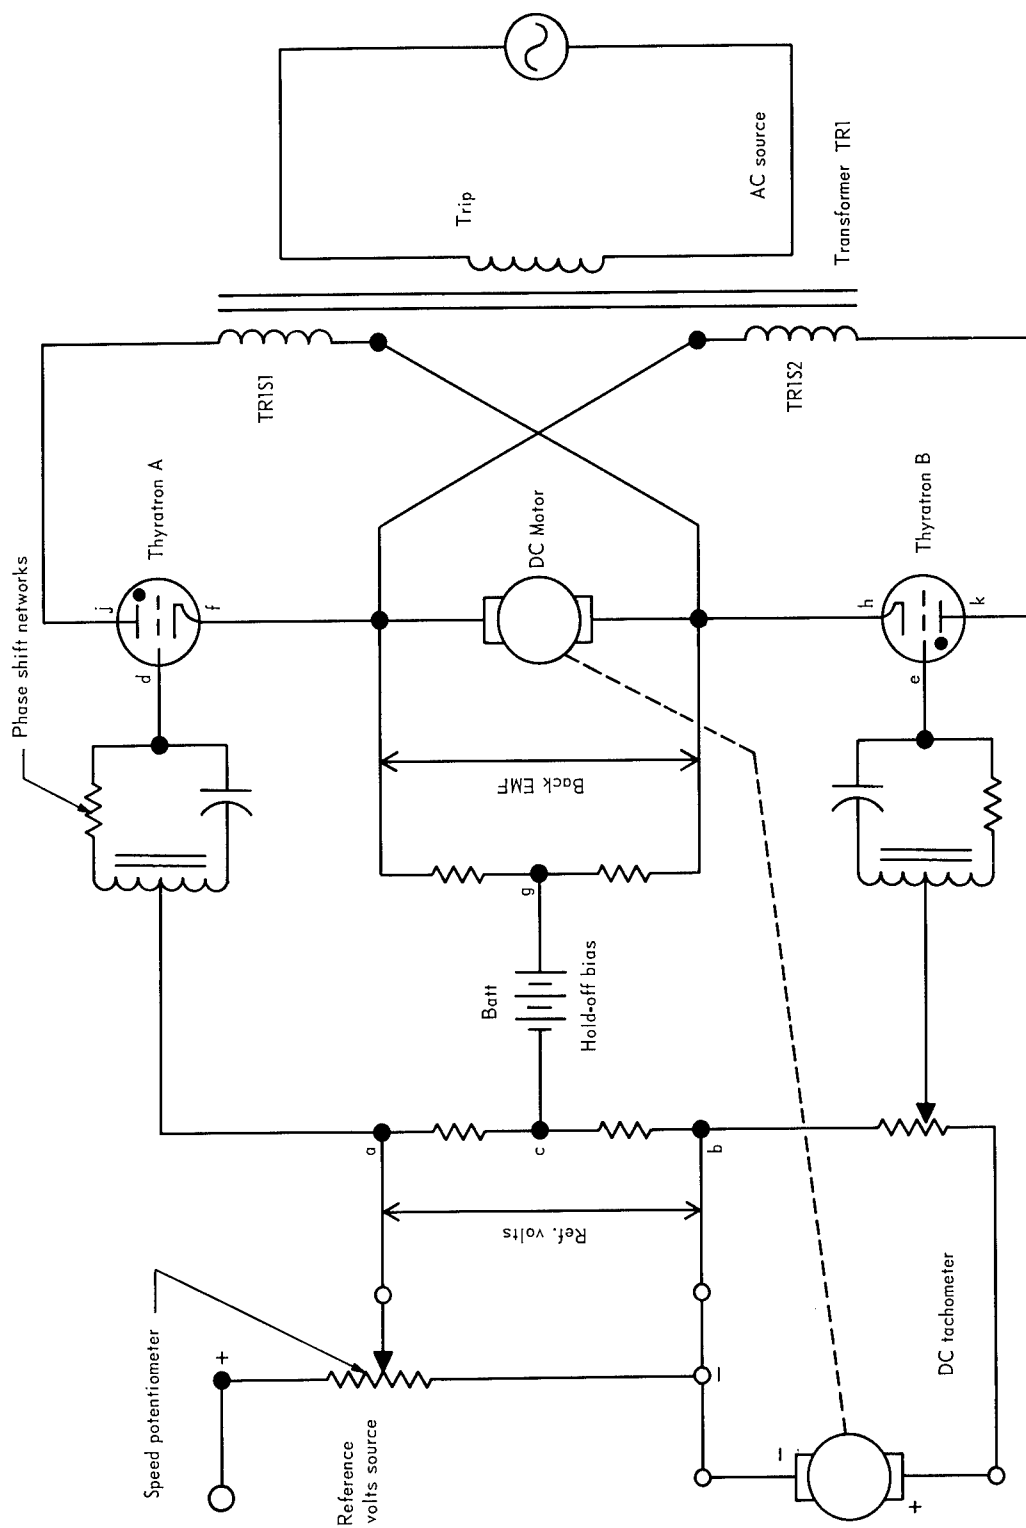 Phase shift networks
Thyratron A
j
f
d
TR1S1
Trip
AC source
Transformer TR1
TR1S2
DC Motor
Thyratron B
h
k
e
Back EMF
g
Batt
Hold-off bias
a
c
b
Ref. volts
Speed potentiometer
+
Reference
volts source
−
−
+
DC tachometer